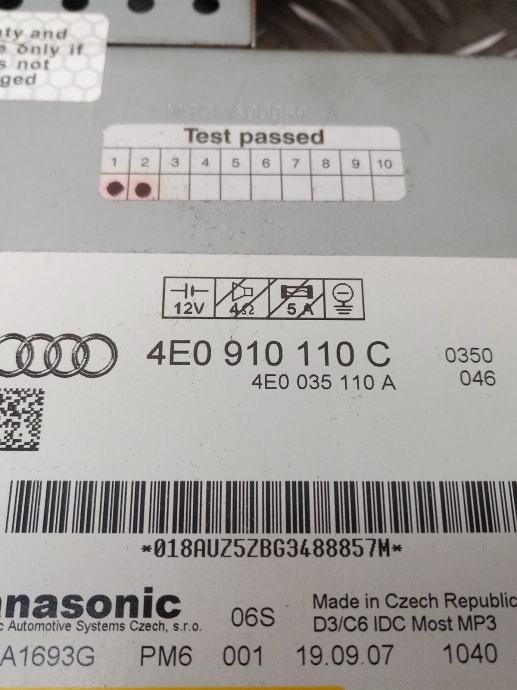 nty and
e only if
s not
ged
Test passed
1 2 3 4 5 6 7 8 9 10
12V 4Ω 5A
4E0 910 110 C 0350
4E0 035 110 A 046
*018AUZ5ZBG3488857M*
anasonic
c Automotive Systems Czech, s.r.o.
06S
Made in Czech Republic
D3/C6 IDC Most MP3
A1693G PM6 001 19.09.07 1040